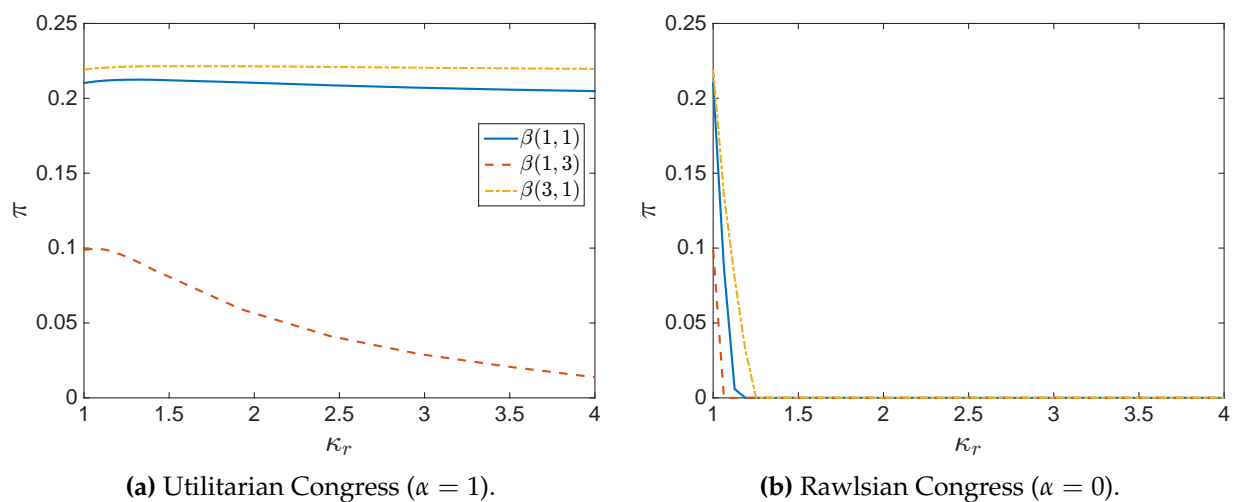 0.25
0.2
0.15
0.1
0.05
0
π
1 1.5 2 2.5 3 3.5 4
κr
β(1, 1)
β(1, 3)
β(3, 1)
(a) Utilitarian Congress (α = 1).
0.25
0.2
0.15
0.1
0.05
0
π
1 1.5 2 2.5 3 3.5 4
κr
(b) Rawlsian Congress (α = 0).